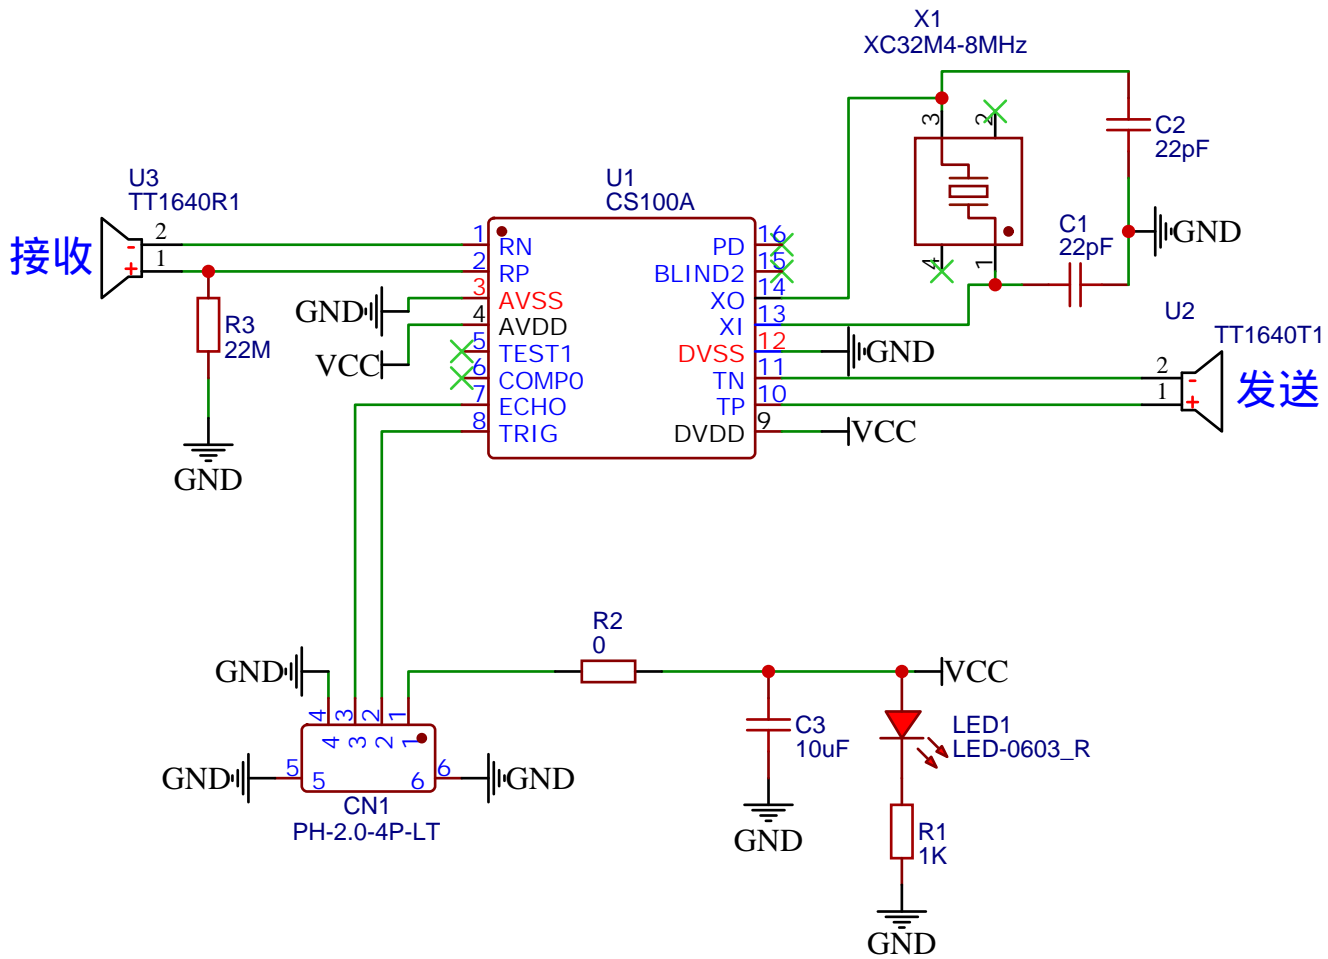 X1
XC32M4-8MHz
3
2
C2
22pF
4
1
C1
22pF
GND
U3
TT1640R1
接收
2
1
-
+
R3
22M
GND
U1
CS100A
1
RN
2
RP
3
AVSS
4
AVDD
5
TEST1
6
COMP0
7
ECHO
8
TRIG
16
PD
15
BLIND2
14
XO
13
XI
12
DVSS
11
TN
10
TP
9
DVDD
GND
VCC
GND
VCC
U2
TT1640T1
2
1
-
+
发送
R2
0
GND
VCC
4
3
2
1
4
3
2
1
GND
5
5
6
6
GND
CN1
PH-2.0-4P-LT
C3
10uF
GND
LED1
LED-0603_R
R1
1K
GND